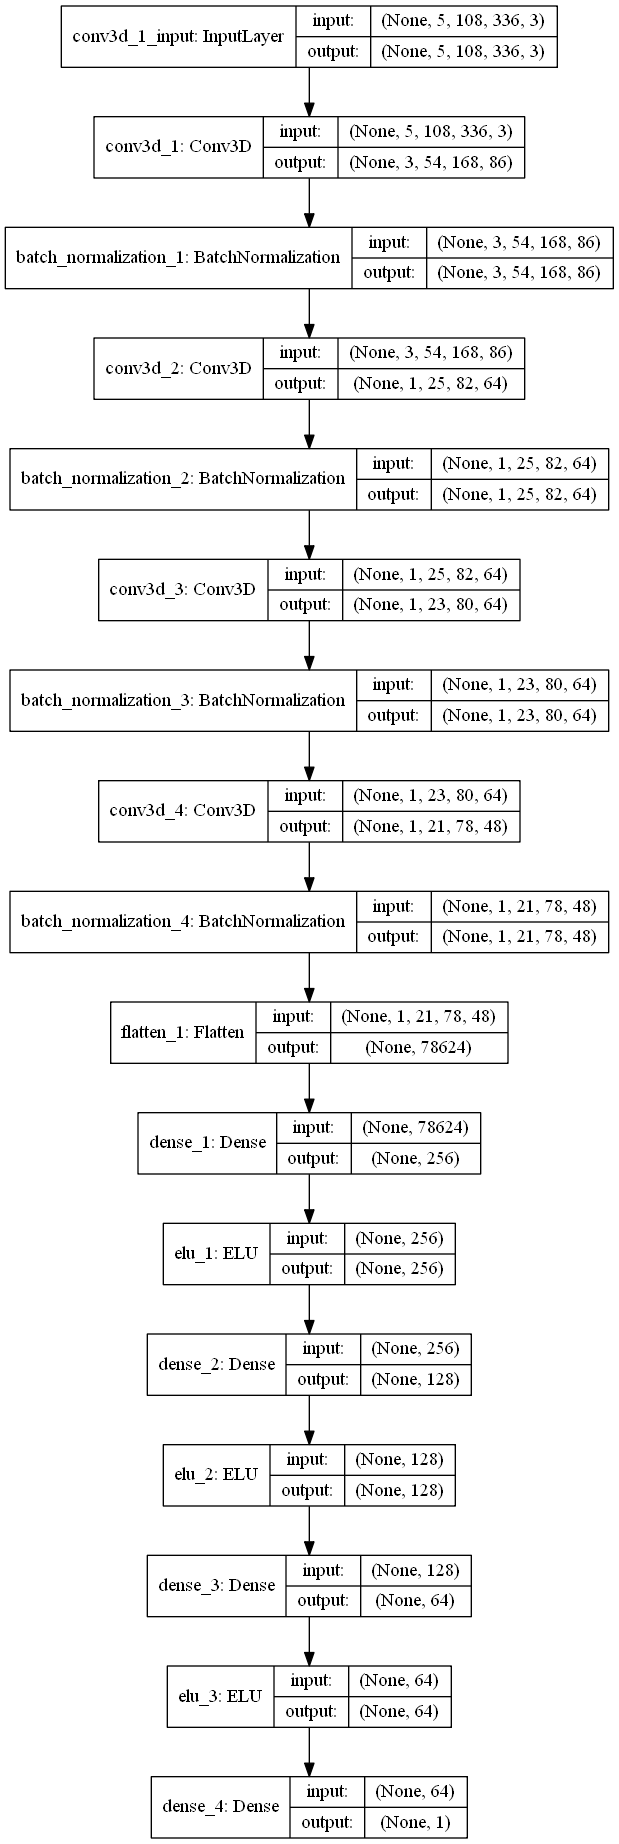 conv3d_1_input: InputLayer
input: (None, 5, 108, 336, 3)
output: (None, 5, 108, 336, 3)
conv3d_1: Conv3D
input: (None, 5, 108, 336, 3)
output: (None, 3, 54, 168, 86)
batch_normalization_1: BatchNormalization
input: (None, 3, 54, 168, 86)
output: (None, 3, 54, 168, 86)
conv3d_2: Conv3D
input: (None, 3, 54, 168, 86)
output: (None, 1, 25, 82, 64)
batch_normalization_2: BatchNormalization
input: (None, 1, 25, 82, 64)
output: (None, 1, 25, 82, 64)
conv3d_3: Conv3D
input: (None, 1, 25, 82, 64)
output: (None, 1, 23, 80, 64)
batch_normalization_3: BatchNormalization
input: (None, 1, 23, 80, 64)
output: (None, 1, 23, 80, 64)
conv3d_4: Conv3D
input: (None, 1, 23, 80, 64)
output: (None, 1, 21, 78, 48)
batch_normalization_4: BatchNormalization
input: (None, 1, 21, 78, 48)
output: (None, 1, 21, 78, 48)
flatten_1: Flatten
input: (None, 1, 21, 78, 48)
output: (None, 78624)
dense_1: Dense
input: (None, 78624)
output: (None, 256)
elu_1: ELU
input: (None, 256)
output: (None, 256)
dense_2: Dense
input: (None, 256)
output: (None, 128)
elu_2: ELU
input: (None, 128)
output: (None, 128)
dense_3: Dense
input: (None, 128)
output: (None, 64)
elu_3: ELU
input: (None, 64)
output: (None, 64)
dense_4: Dense
input: (None, 64)
output: (None, 1)